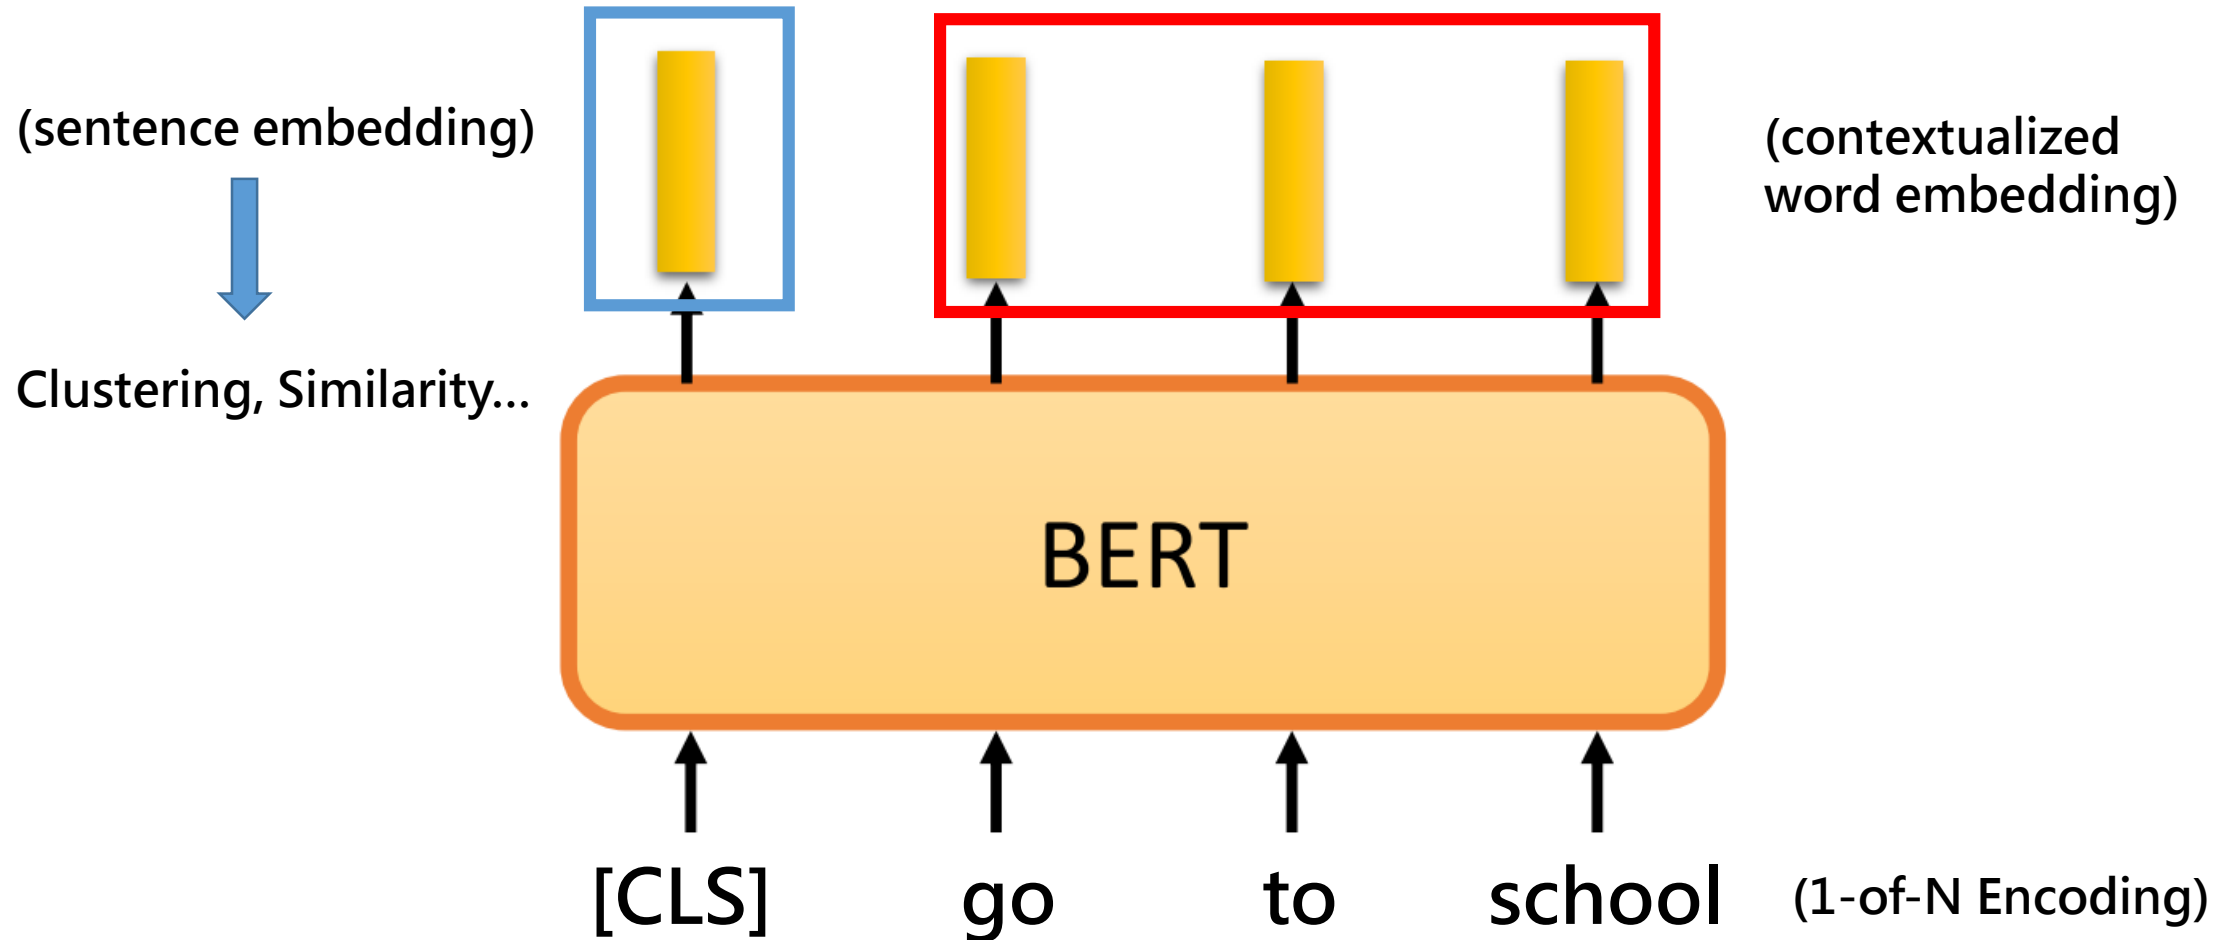 (sentence embedding)
(contextualized
word embedding)
Clustering, Similarity...
BERT
[CLS] go to school (1-of-N Encoding)